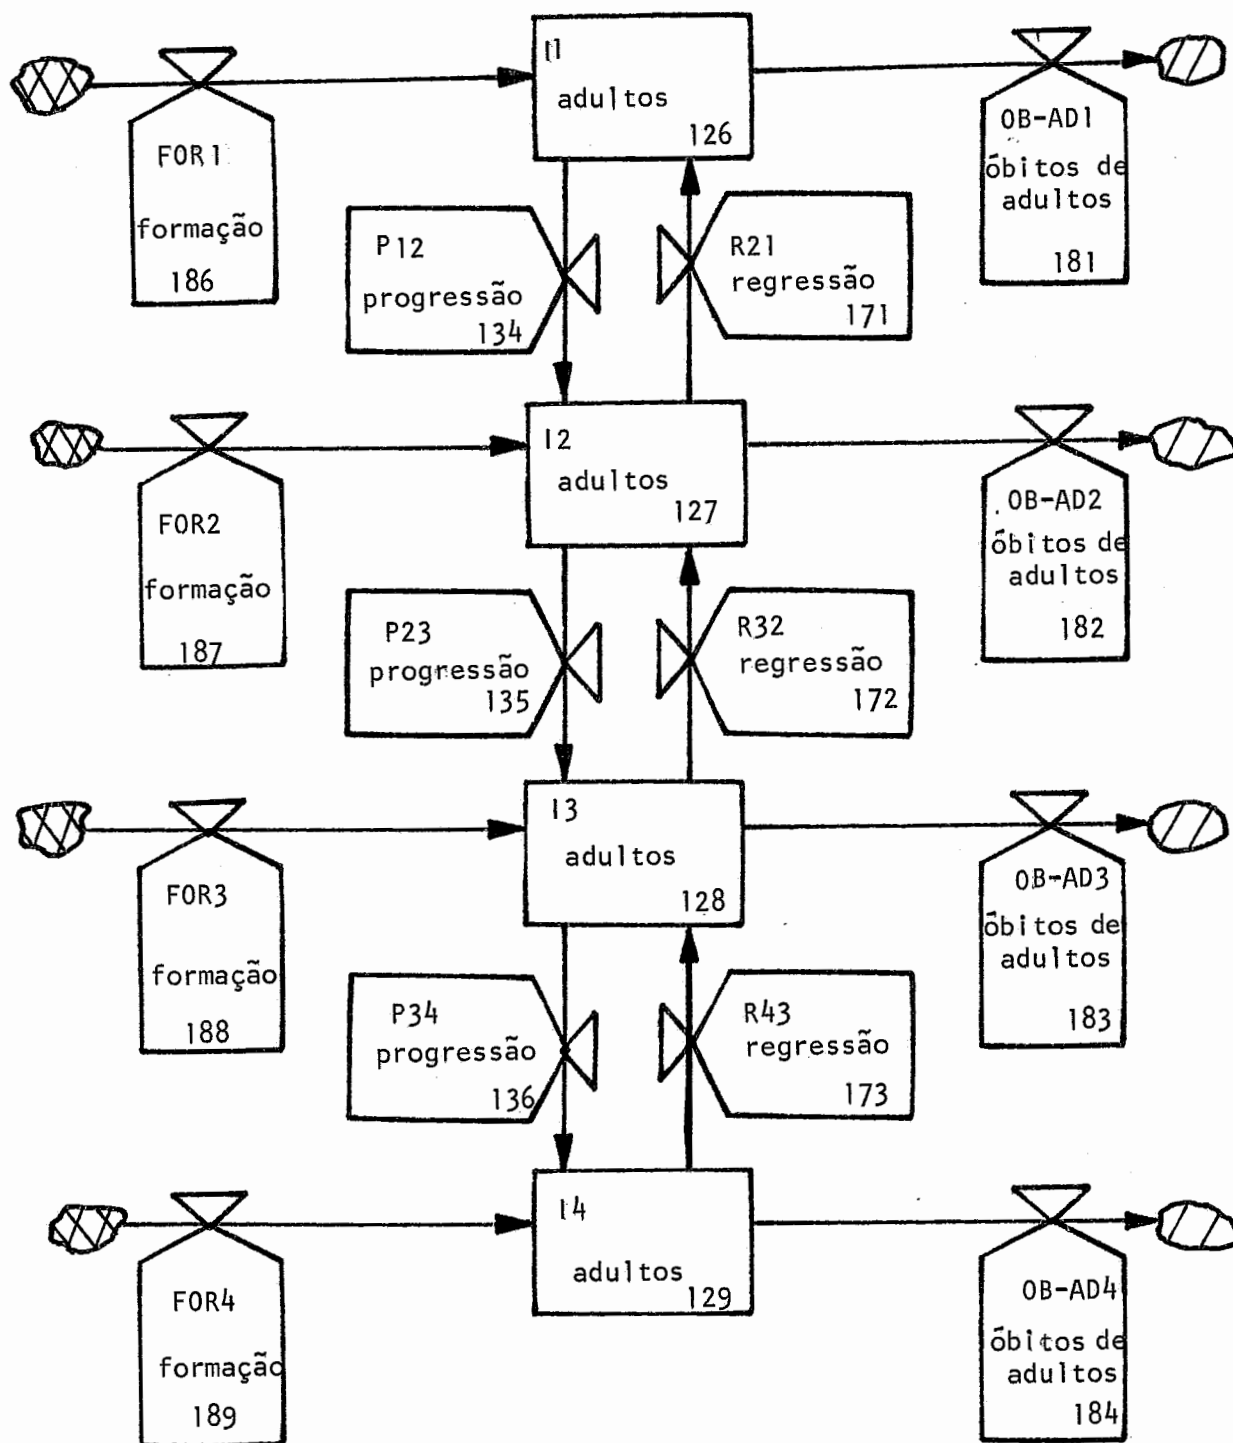 I1
adultos
126
FOR1
formação
186
OB-AD1
óbitos de
adultos
181
P12
progressão
134
R21
regressão
171
I2
adultos
127
FOR2
formação
187
OB-AD2
óbitos de
adultos
182
P23
progressão
135
R32
regressão
172
I3
adultos
128
FOR3
formação
188
OB-AD3
óbitos de
adultos
183
P34
progressão
136
R43
regressão
173
I4
adultos
129
FOR4
formação
189
OB-AD4
óbitos de
adultos
184